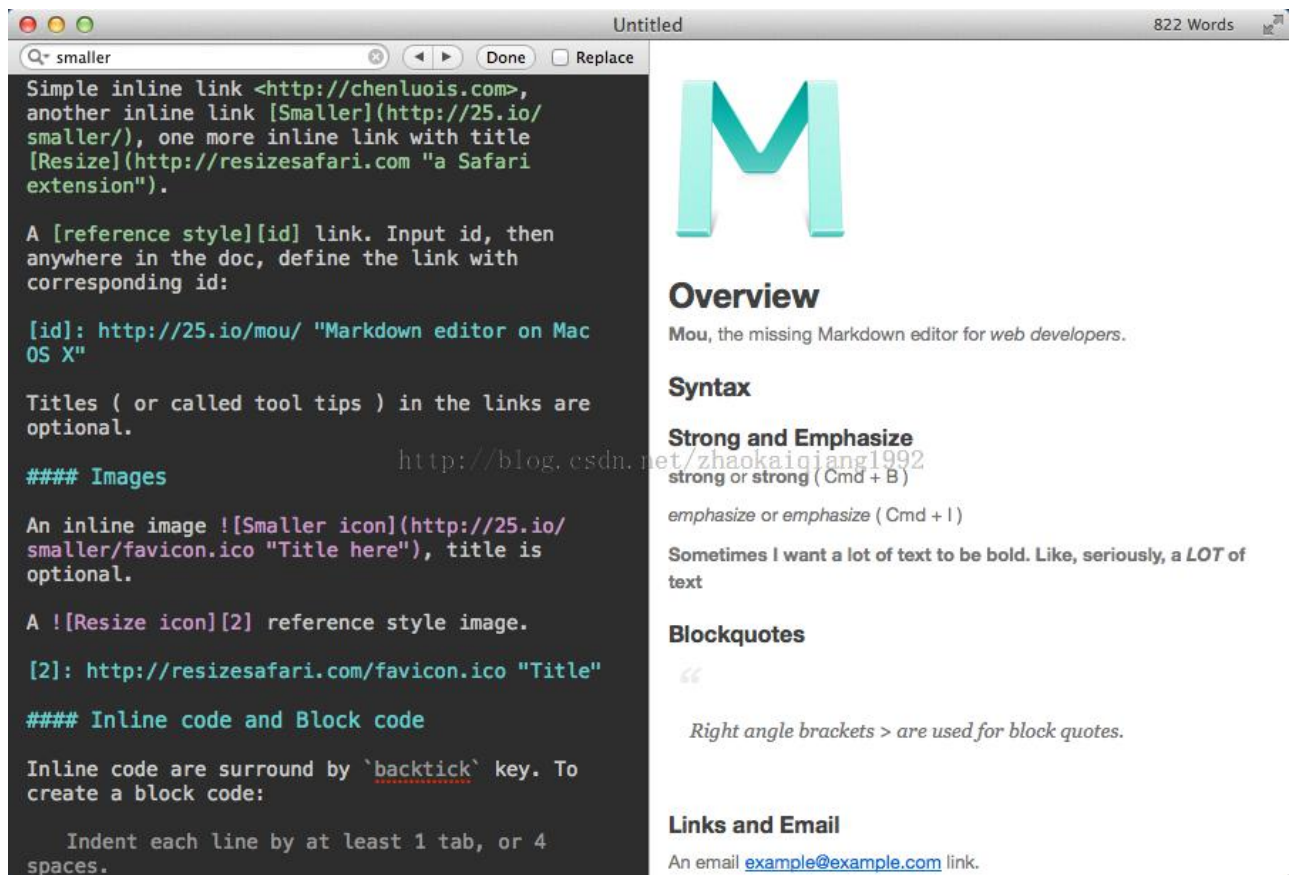 Untitled
822 Words
smaller
Done
Replace
Simple inline link <http://chenluois.com>,
another inline link [Smaller](http://25.io/
smaller/), one more inline link with title
[Resize](http://resizesafari.com "a Safari
extension").
A [reference style][id] link. Input id, then
anywhere in the doc, define the link with
corresponding id:
[id]: http://25.io/mou/ "Markdown editor on Mac
OS X"
Titles ( or called tool tips ) in the links are
optional.
#### Images
An inline image ![Smaller icon](http://25.io/
smaller/favicon.ico "Title here"), title is
optional.
A ![Resize icon][2] reference style image.
[2]: http://resizesafari.com/favicon.ico "Title"
#### Inline code and Block code
Inline code are surround by `backtick` key. To
create a block code:
Indent each line by at least 1 tab, or 4
spaces.
M
Overview
Mou, the missing Markdown editor for web developers.
Syntax
Strong and Emphasize
http://blog.csdn.net/zhaokaiqiang1992
strong or strong ( Cmd + B )
emphasize or emphasize ( Cmd + I )
Sometimes I want a lot of text to be bold. Like, seriously, a LOT of
text
Blockquotes
“
Right angle brackets > are used for block quotes.
Links and Email
An email example@example.com link.